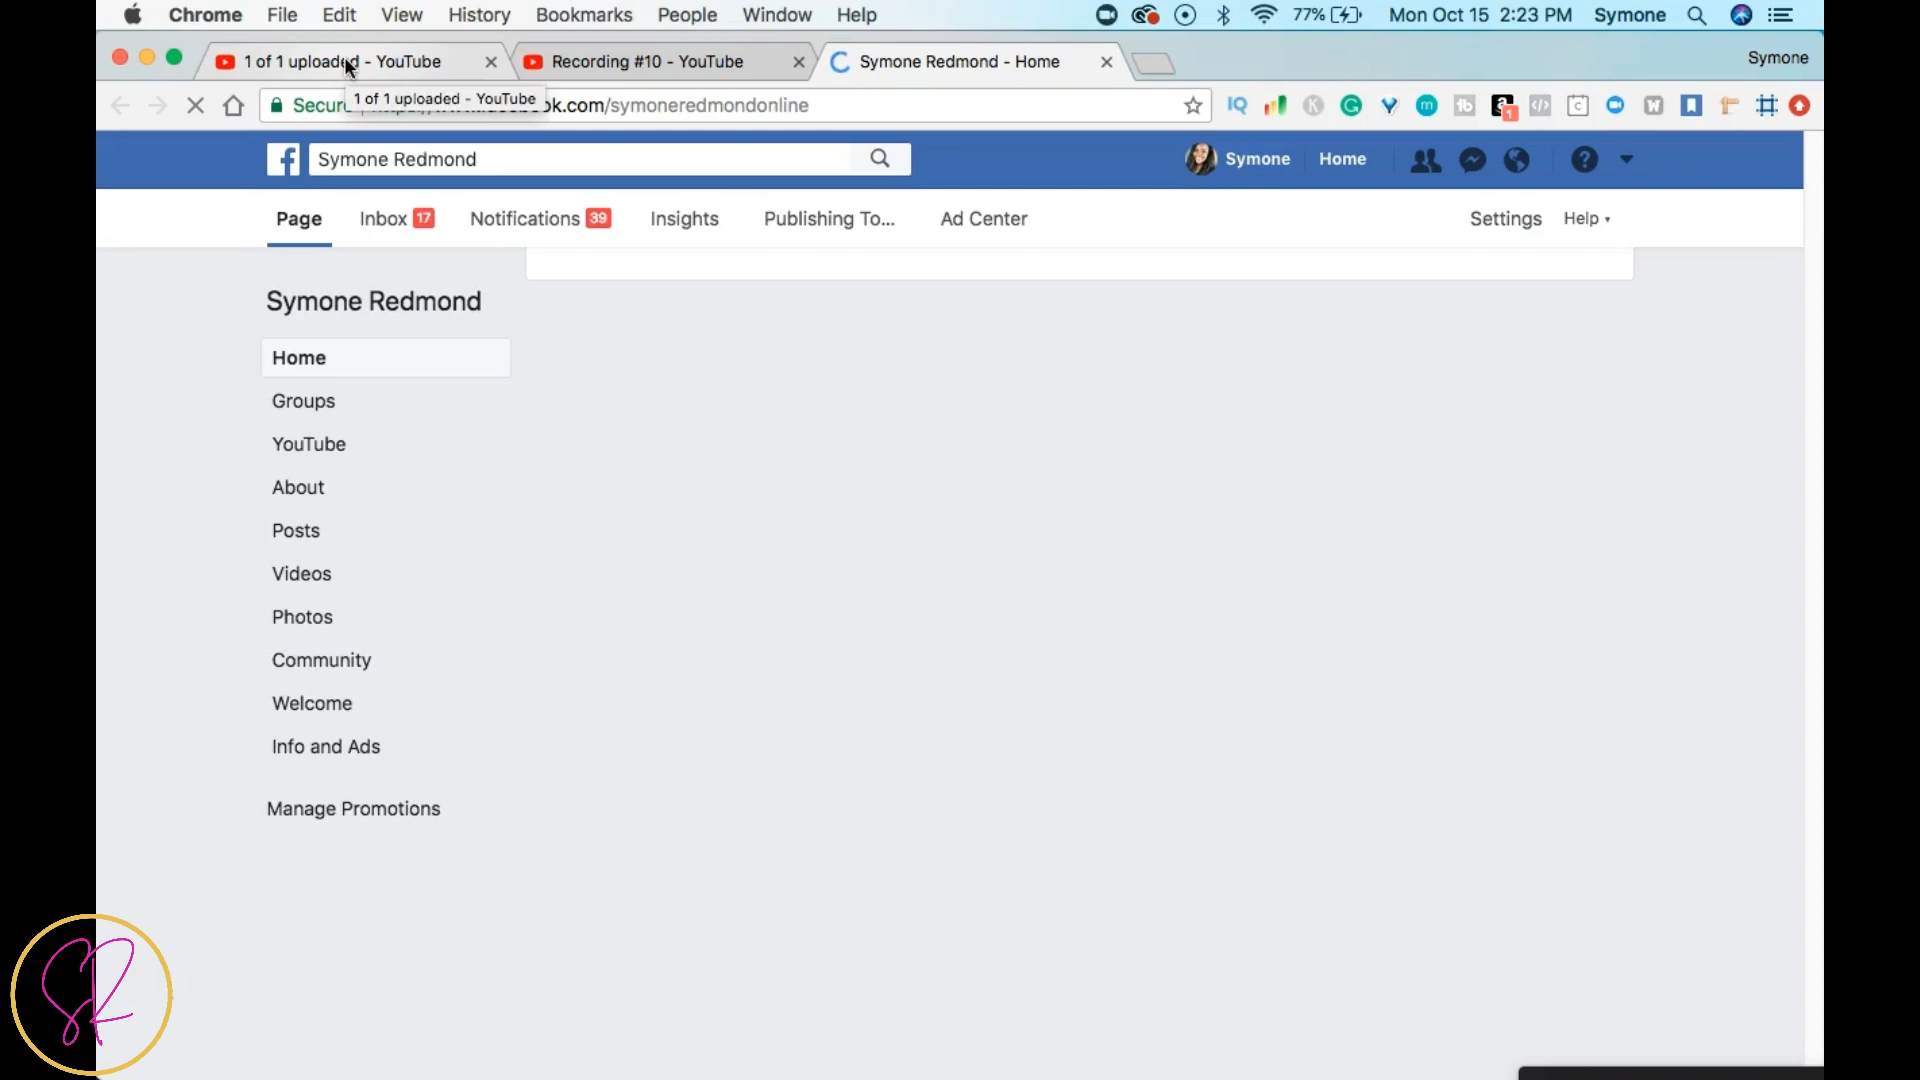 Chrome File Edit View History Bookmarks People Window Help 77% Mon Oct 15 2:23 PM Symone
1 of 1 uploaded - YouTube Recording #10 - YouTube Symone Redmond - Home Symone
1 of 1 uploaded - YouTube
Secure .com/symoneredmondonline
Symone Redmond Symone Home
Page Inbox 17 Notifications 39 Insights Publishing To... Ad Center Settings Help
Symone Redmond
Home
Groups
YouTube
About
Posts
Videos
Photos
Community
Welcome
Info and Ads
Manage Promotions
SR